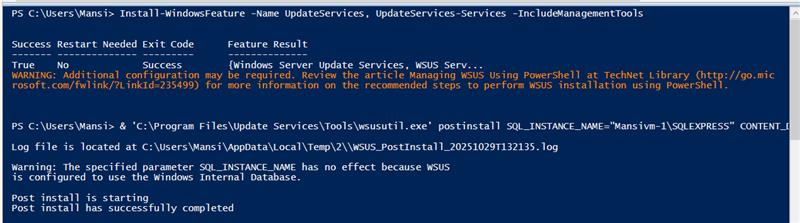 PS C:\Users\Mansi> Install-WindowsFeature -Name UpdateServices, UpdateServices-Services -IncludeManagementTools
Success Restart Needed Exit Code      Feature Result
------- -------------- ---------      --------------
True    No             Success        {Windows Server Update Services, WSUS Serv...
WARNING: Additional configuration may be required. Review the article Managing WSUS Using PowerShell at TechNet Library (http://go.mic
rosoft.com/fwlink/?LinkId=235499) for more information on the recommended steps to perform WSUS installation using PowerShell.
PS C:\Users\Mansi> & 'C:\Program Files\Update Services\Tools\wsusutil.exe' postinstall SQL_INSTANCE_NAME="Mansivm-1\SQLEXPRESS" CONTENT_D
Log file is located at C:\Users\Mansi\AppData\Local\Temp\2\\WSUS_PostInstall_20251029T132135.log
Warning: The specified parameter SQL_INSTANCE_NAME has no effect because WSUS
is configured to use the Windows Internal Database.
Post install is starting
Post install has successfully completed